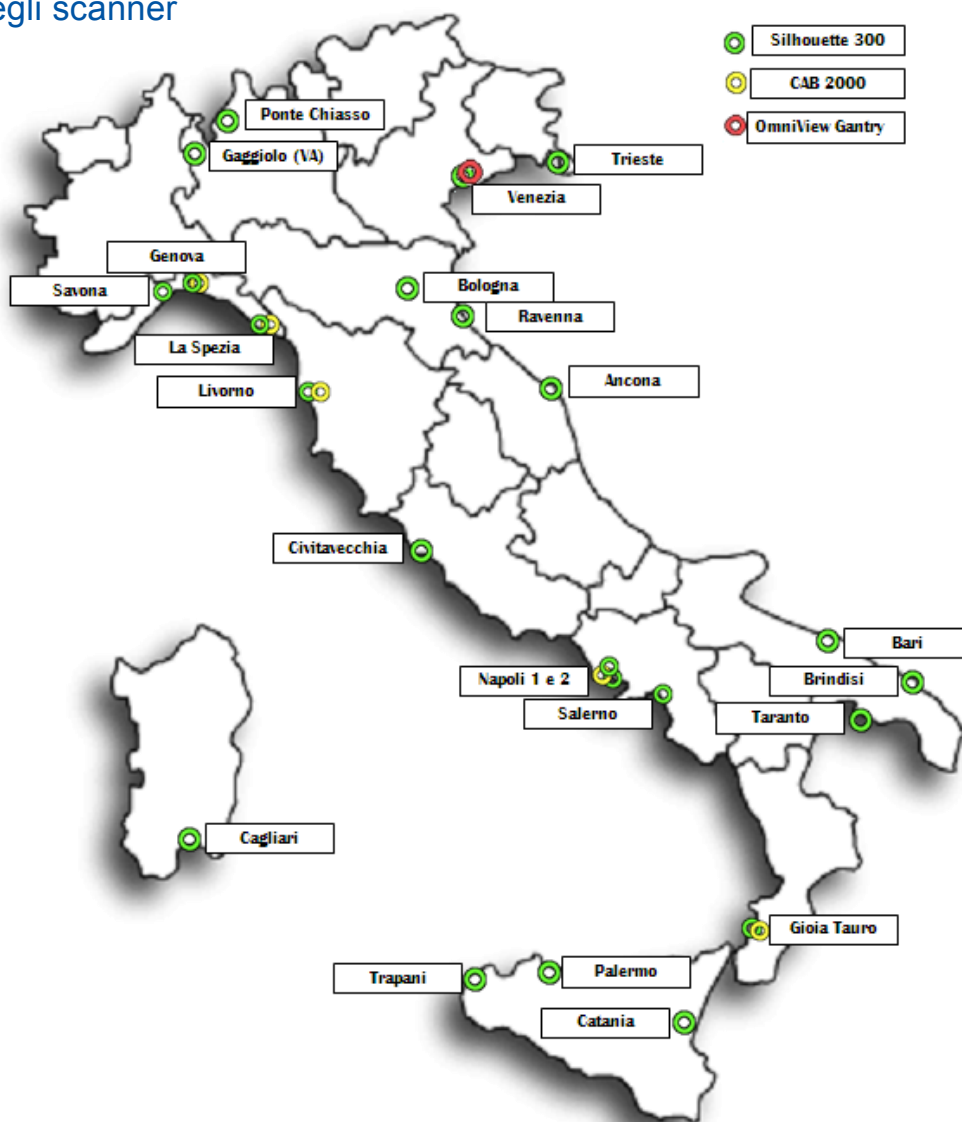 egli scanner
Silhouette 300
CAB 2000
OmniView Gantry
Ponte Chiasso
Gaggiolo (VA)
Trieste
Venezia
Genova
Savona
Bologna
Ravenna
La Spezia
Livorno
Ancona
Civitavecchia
Bari
Napoli 1 e 2
Brindisi
Salerno
Taranto
Cagliari
Gioia Tauro
Trapani
Palermo
Catania